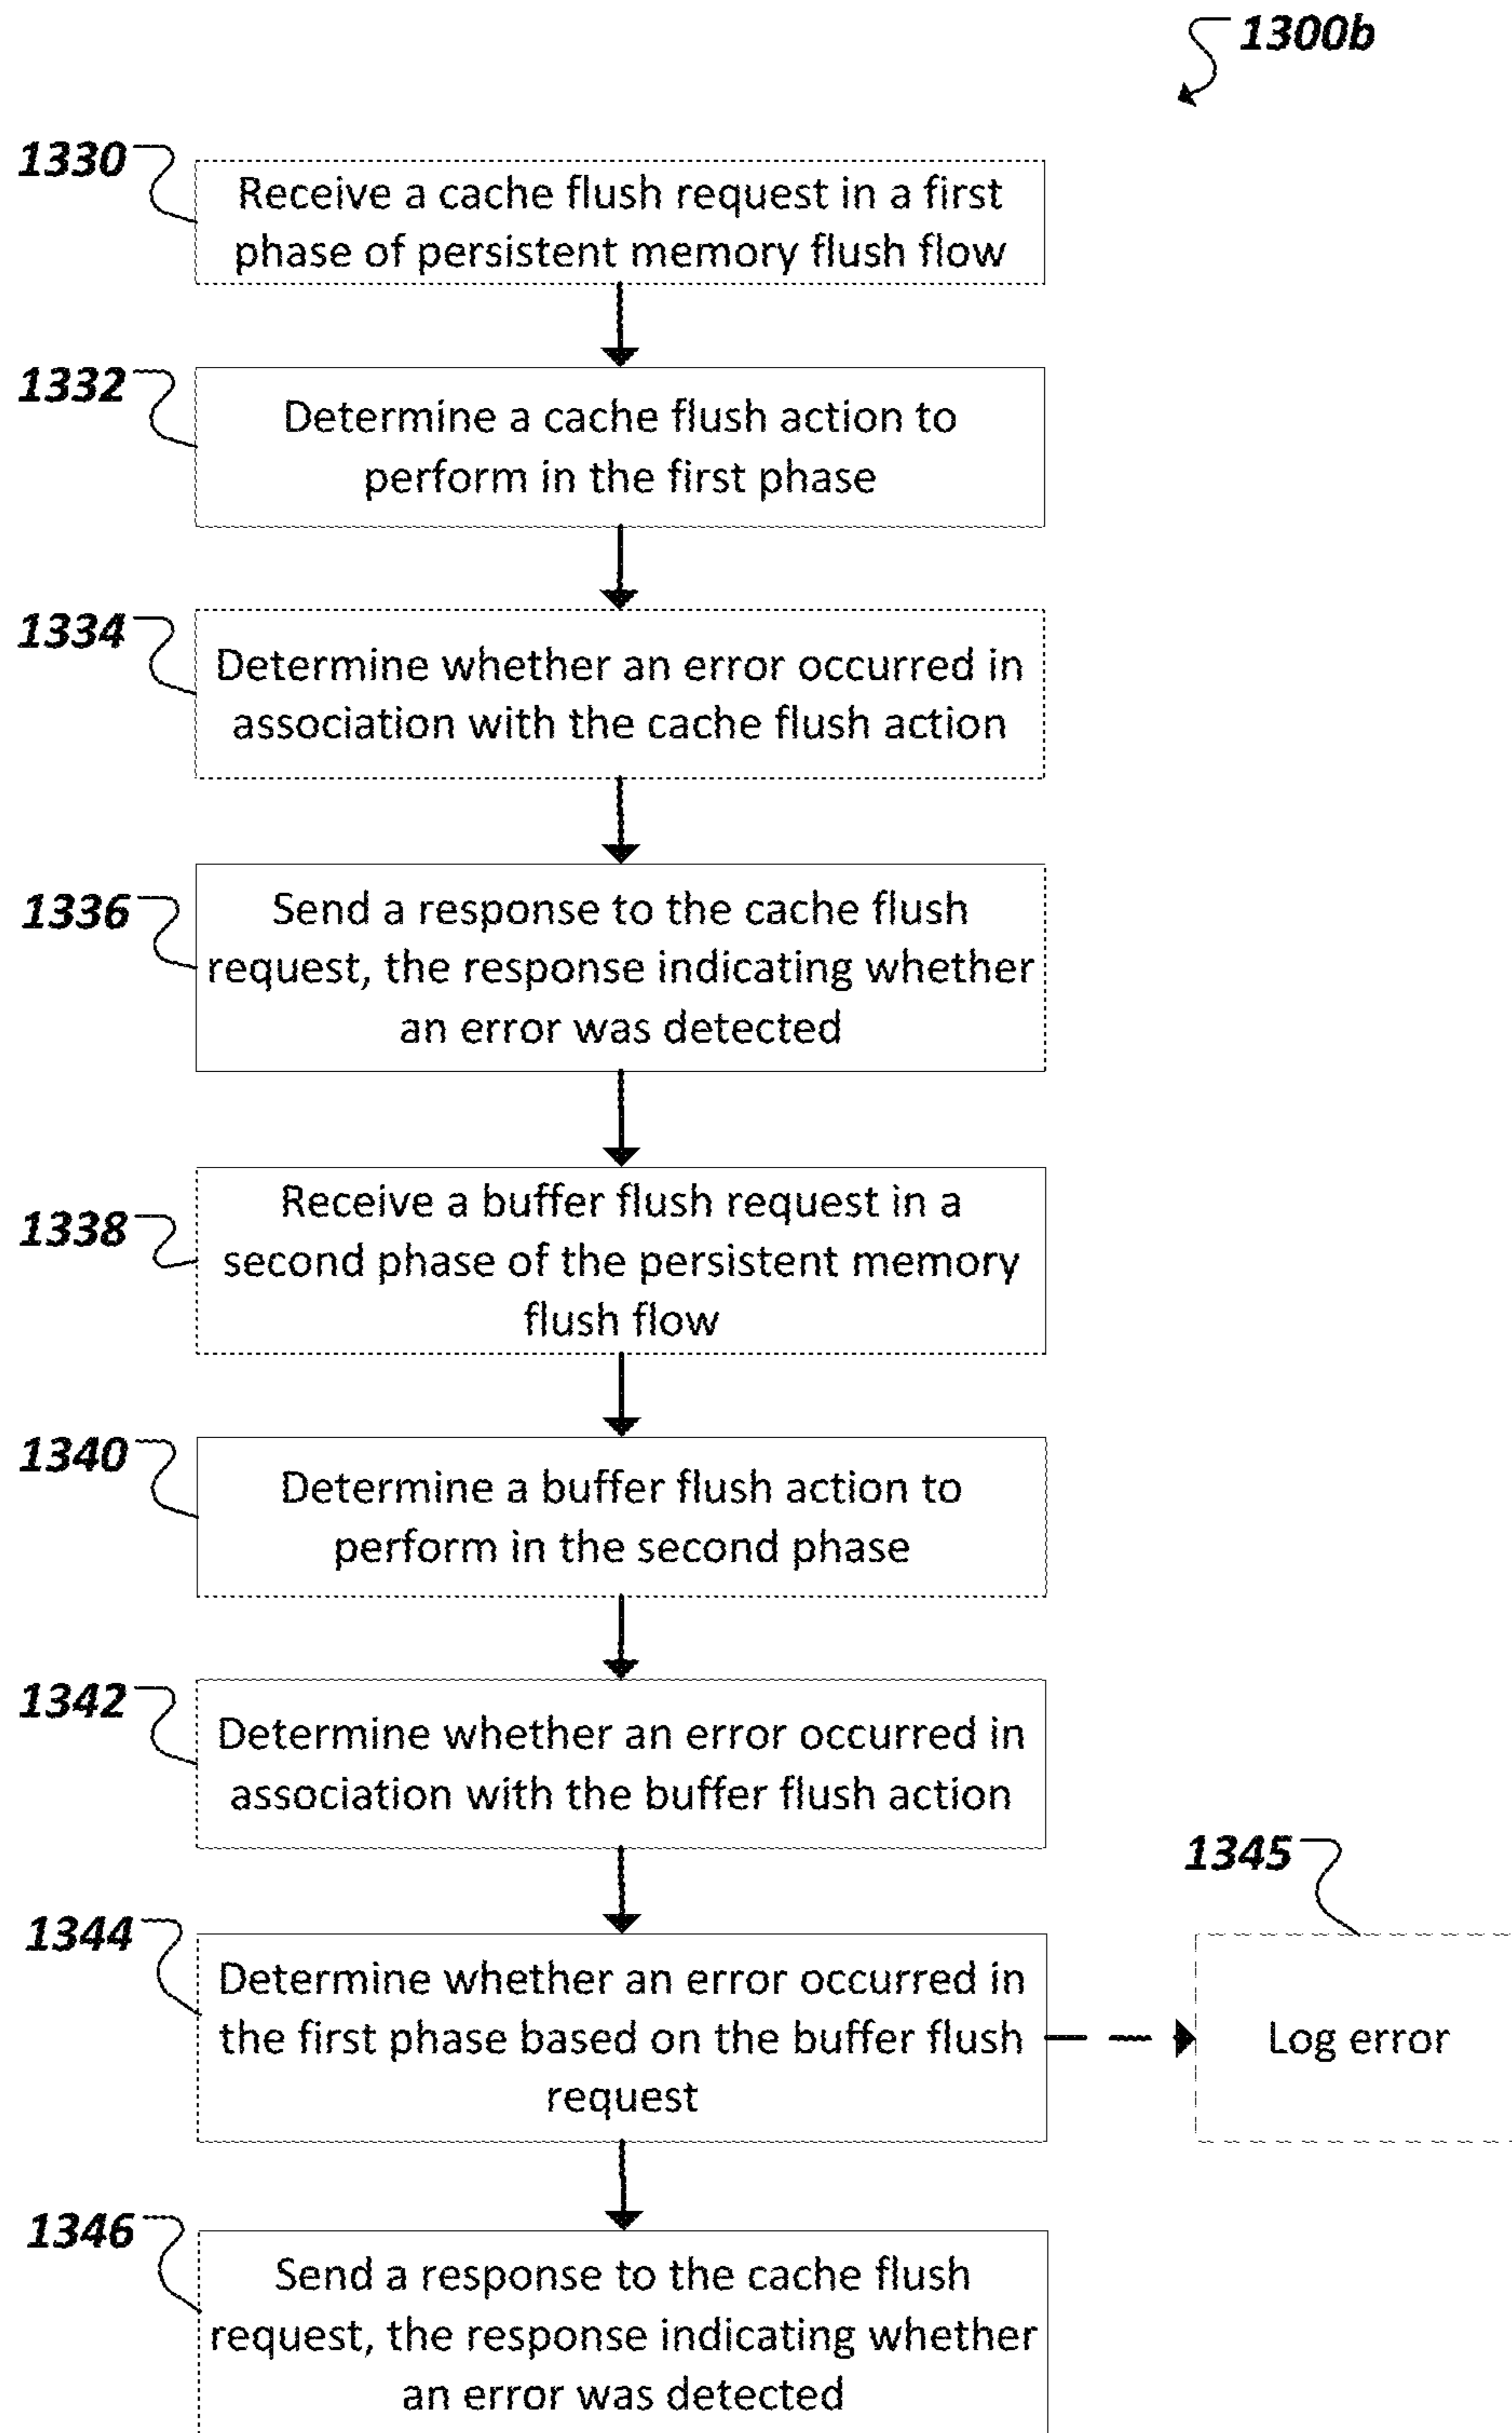 1300b
1330
Receive a cache flush request in a first
phase of persistent memory flush flow
1332
Determine a cache flush action to
perform in the first phase
1334
Determine whether an error occurred in
association with the cache flush action
1336
Send a response to the cache flush
request, the response indicating whether
an error was detected
1338
Receive a buffer flush request in a
second phase of the persistent memory
flush flow
1340
Determine a buffer flush action to
perform in the second phase
1342
Determine whether an error occurred in
association with the buffer flush action
1344
Determine whether an error occurred in
the first phase based on the buffer flush
request
1345
Log error
1346
Send a response to the cache flush
request, the response indicating whether
an error was detected